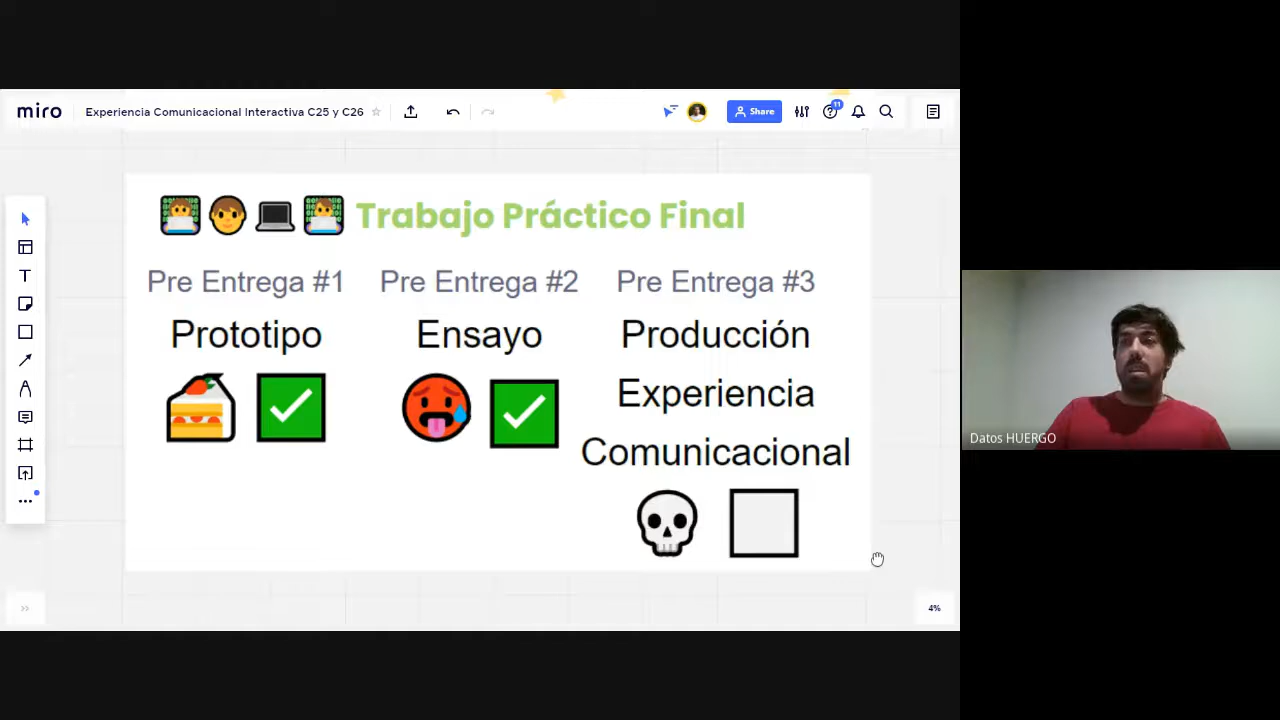 miro
Experiencia Comunicacional Interactiva C25 y C26
11
Share
Trabajo Práctico Final
Pre Entrega #1
Pre Entrega #2
Pre Entrega #3
Prototipo
Ensayo
Producción
Experiencia
Comunicacional
Datos HUERGO
4%